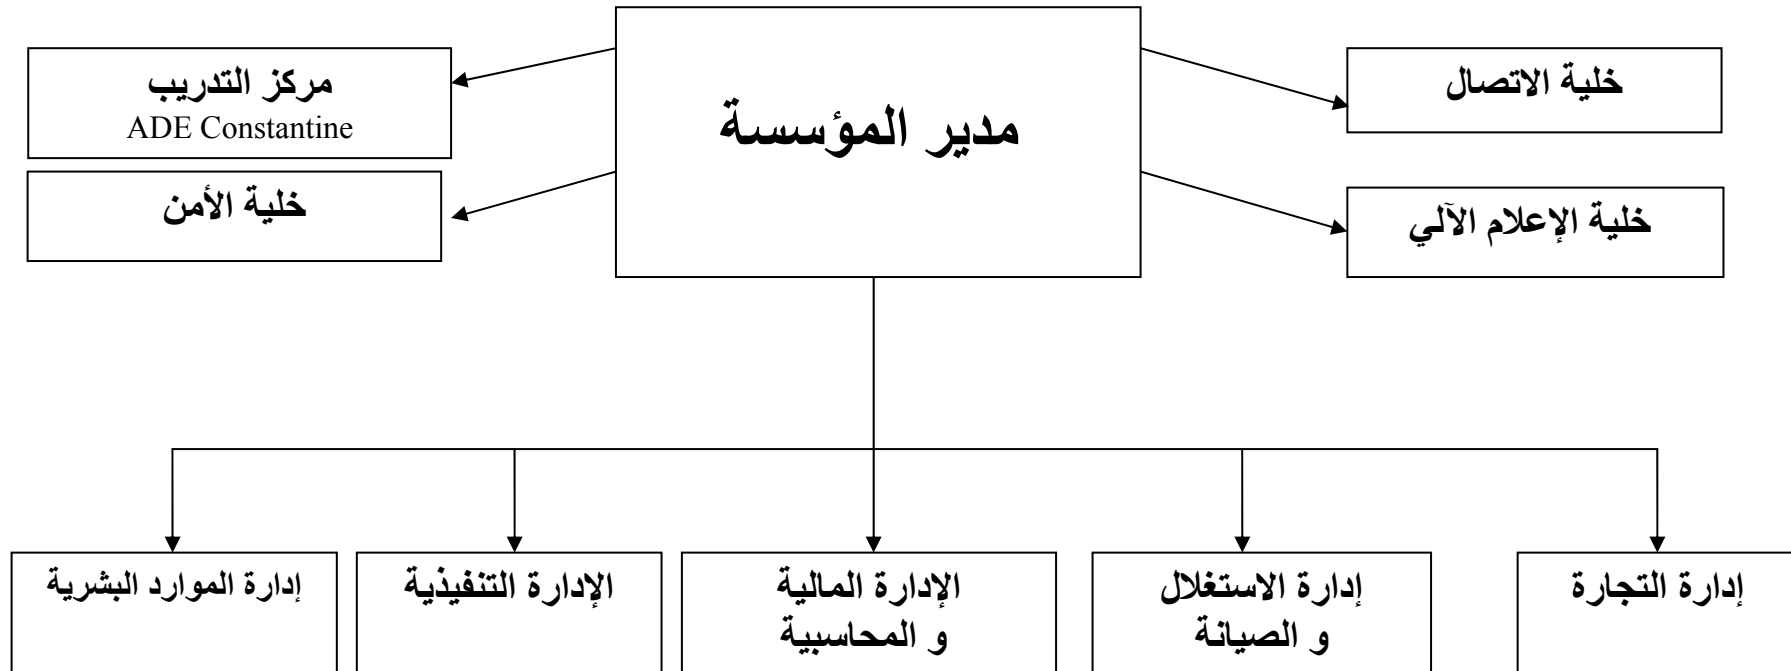 مدير المؤسسة
خلية الاتصال
مركز التدريب
ADE Constantine
خلية الإعلام الآلي
خلية الأمن
إدارة التجارة
إدارة الاستغلال
و الصيانة
الإدارة المالية
و المحاسبية
الإدارة التنفيذية
إدارة الموارد البشرية